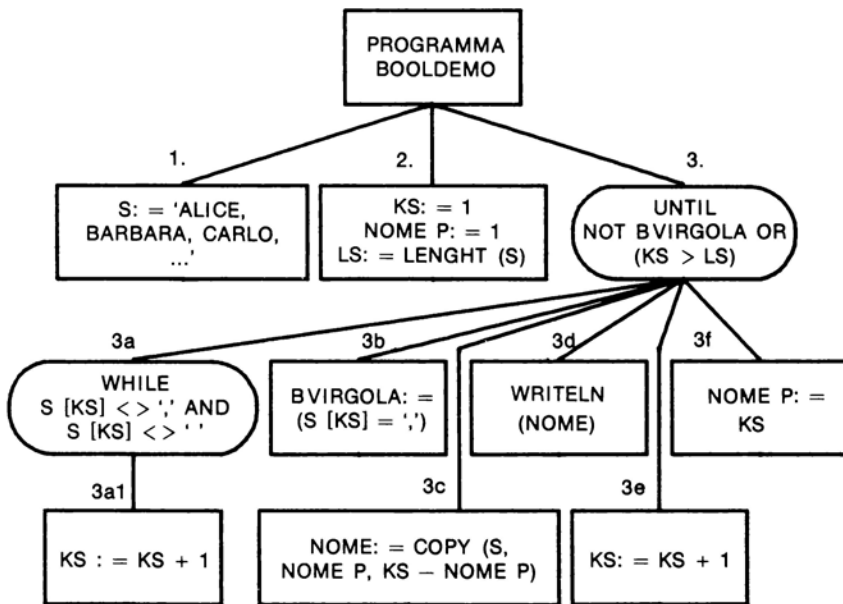 PROGRAMMA
BOOLDEMO
1.
2.
3.
S: = 'ALICE,
BARBARA, CARLO,
...'
KS: = 1
NOME P: = 1
LS: = LENGHT (S)
UNTIL
NOT BVIRGOLA OR
(KS > LS)
3a
3b
3d
3f
WHILE
S [KS] < > ',' AND
S [KS] < > ' '
BVIRGOLA: =
(S [KS] = ',')
WRITELN
(NOME)
NOME P: =
KS
3a1
3c
3e
KS : = KS + 1
NOME: = COPY (S,
NOME P, KS – NOME P)
KS: = KS + 1